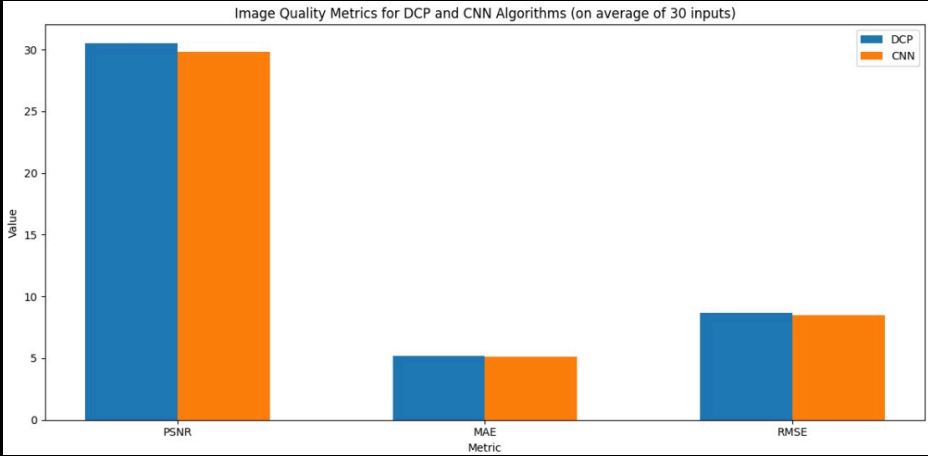 Image Quality Metrics for DCP and CNN Algorithms (on average of 30 inputs)
DCP
CNN
30
25
20
15
10
5
0
Value
PSNR
MAE
RMSE
Metric